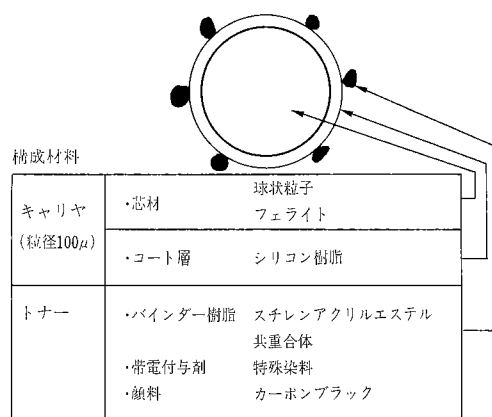 構成材料
キャリヤ
(粒径100μ)
・芯材 球状粒子
フェライト
・コート層 シリコン樹脂
トナー
・バインダー樹脂 スチレンアクリルエステル
共重合体
・帯電付与剤 特殊染料
・顔料 カーボンブラック